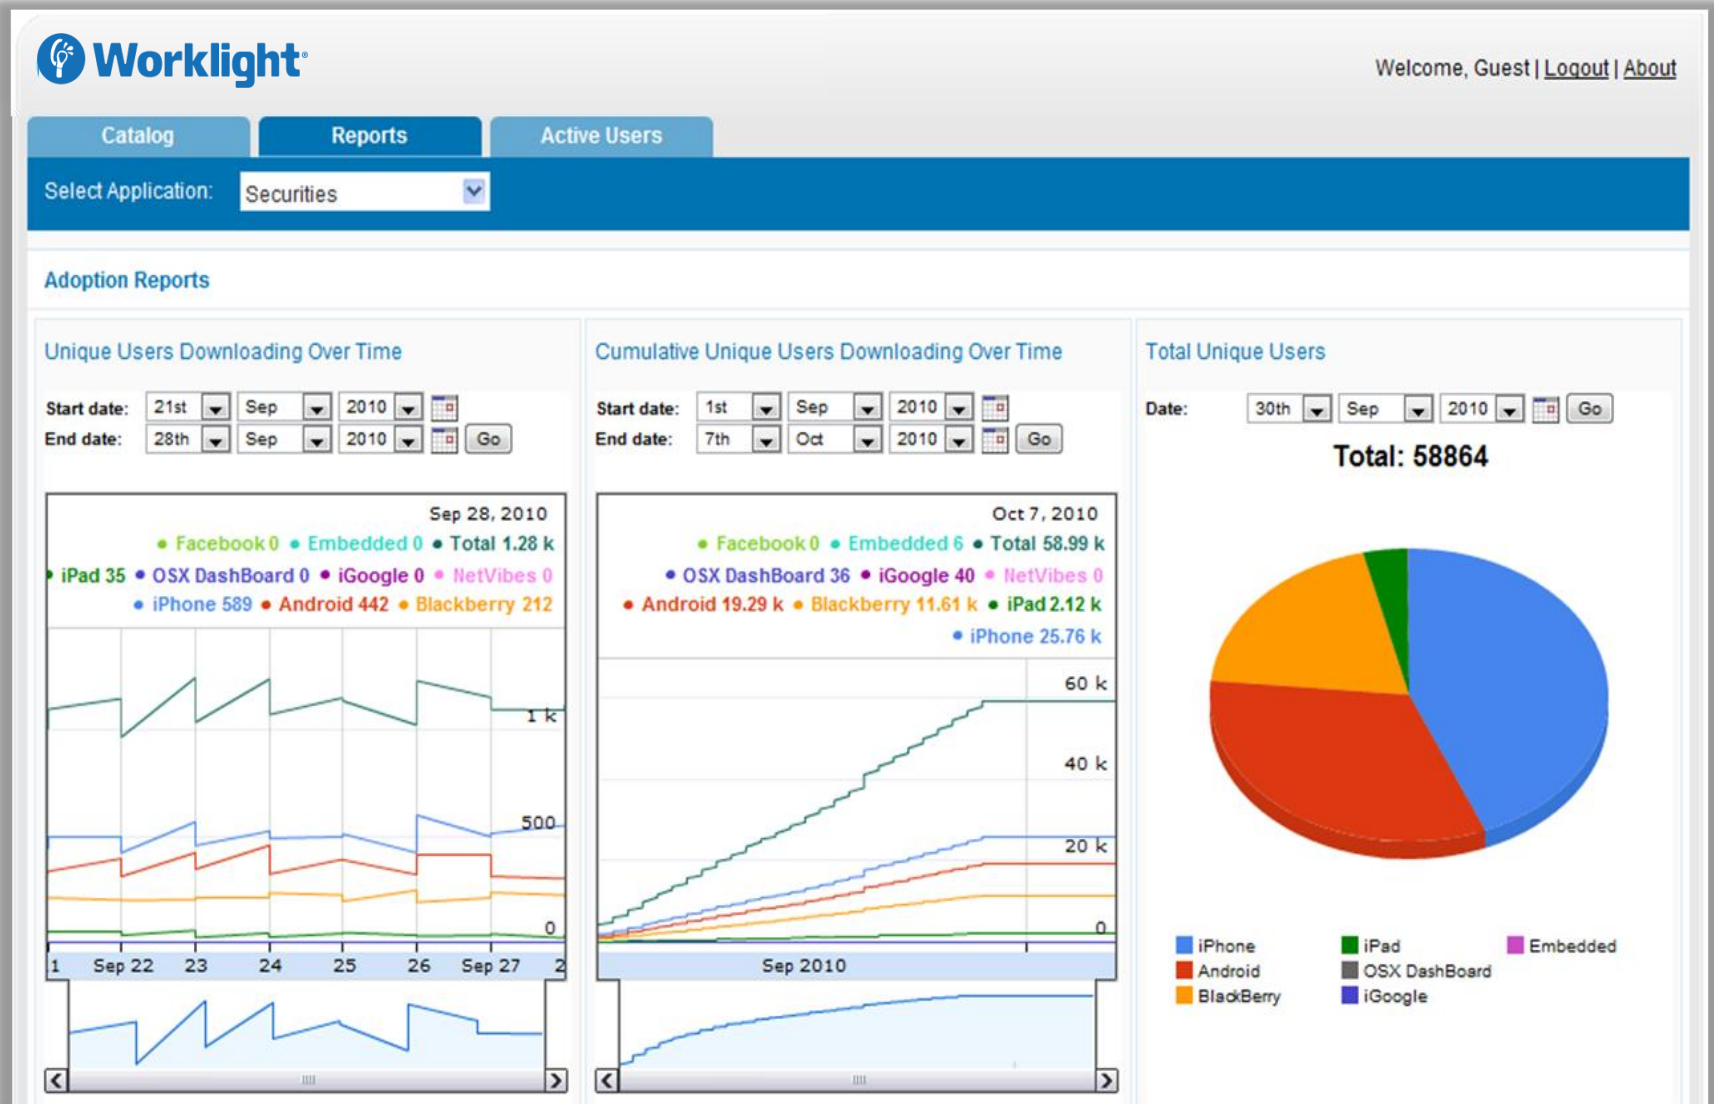 Worklight
Welcome, Guest | Logout | About
Catalog
Reports
Active Users
Select Application:
Securities
Adoption Reports
Unique Users Downloading Over Time
Start date: 21st Sep 2010
End date: 28th Sep 2010 Go
Sep 28, 2010
Facebook 0 Embedded 0 Total 1.28 k
iPad 35 OSX DashBoard 0 iGoogle 0 NetVibes 0
iPhone 589 Android 442 Blackberry 212
1 k
500
0
1 Sep 22 23 24 25 26 Sep 27 2
Cumulative Unique Users Downloading Over Time
Start date: 1st Sep 2010
End date: 7th Oct 2010 Go
Oct 7, 2010
Facebook 0 Embedded 6 Total 58.99 k
OSX DashBoard 36 iGoogle 40 NetVibes 0
Android 19.29 k Blackberry 11.61 k iPad 2.12 k
iPhone 25.76 k
60 k
40 k
20 k
0
Sep 2010
Total Unique Users
Date: 30th Sep 2010 Go
Total: 58864
iPhone iPad Embedded
Android OSX DashBoard
BlackBerry iGoogle